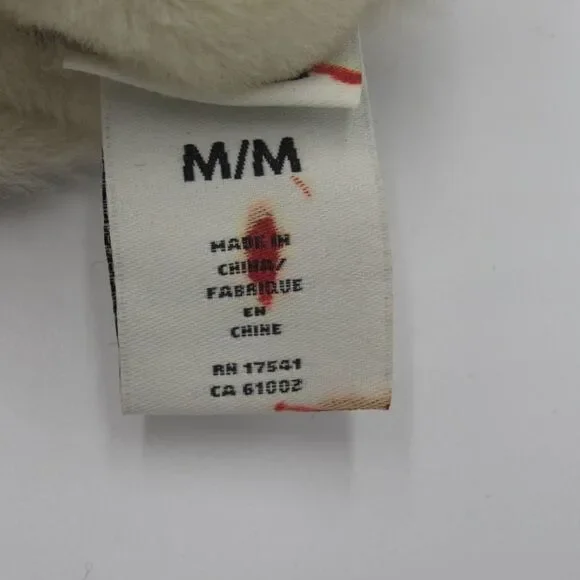 M/M
MADE IN
CHINA/
FABRIQUE
EN
CHINE
RN 17541
CA 61002